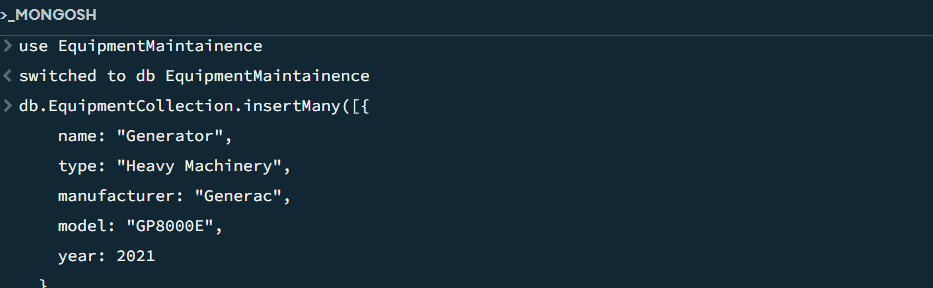 >_MONGOSH
> use EquipmentMaintainence
< switched to db EquipmentMaintainence
> db.EquipmentCollection.insertMany([{
name: "Generator",
type: "Heavy Machinery",
manufacturer: "Generac",
model: "GP8000E",
year: 2021
}